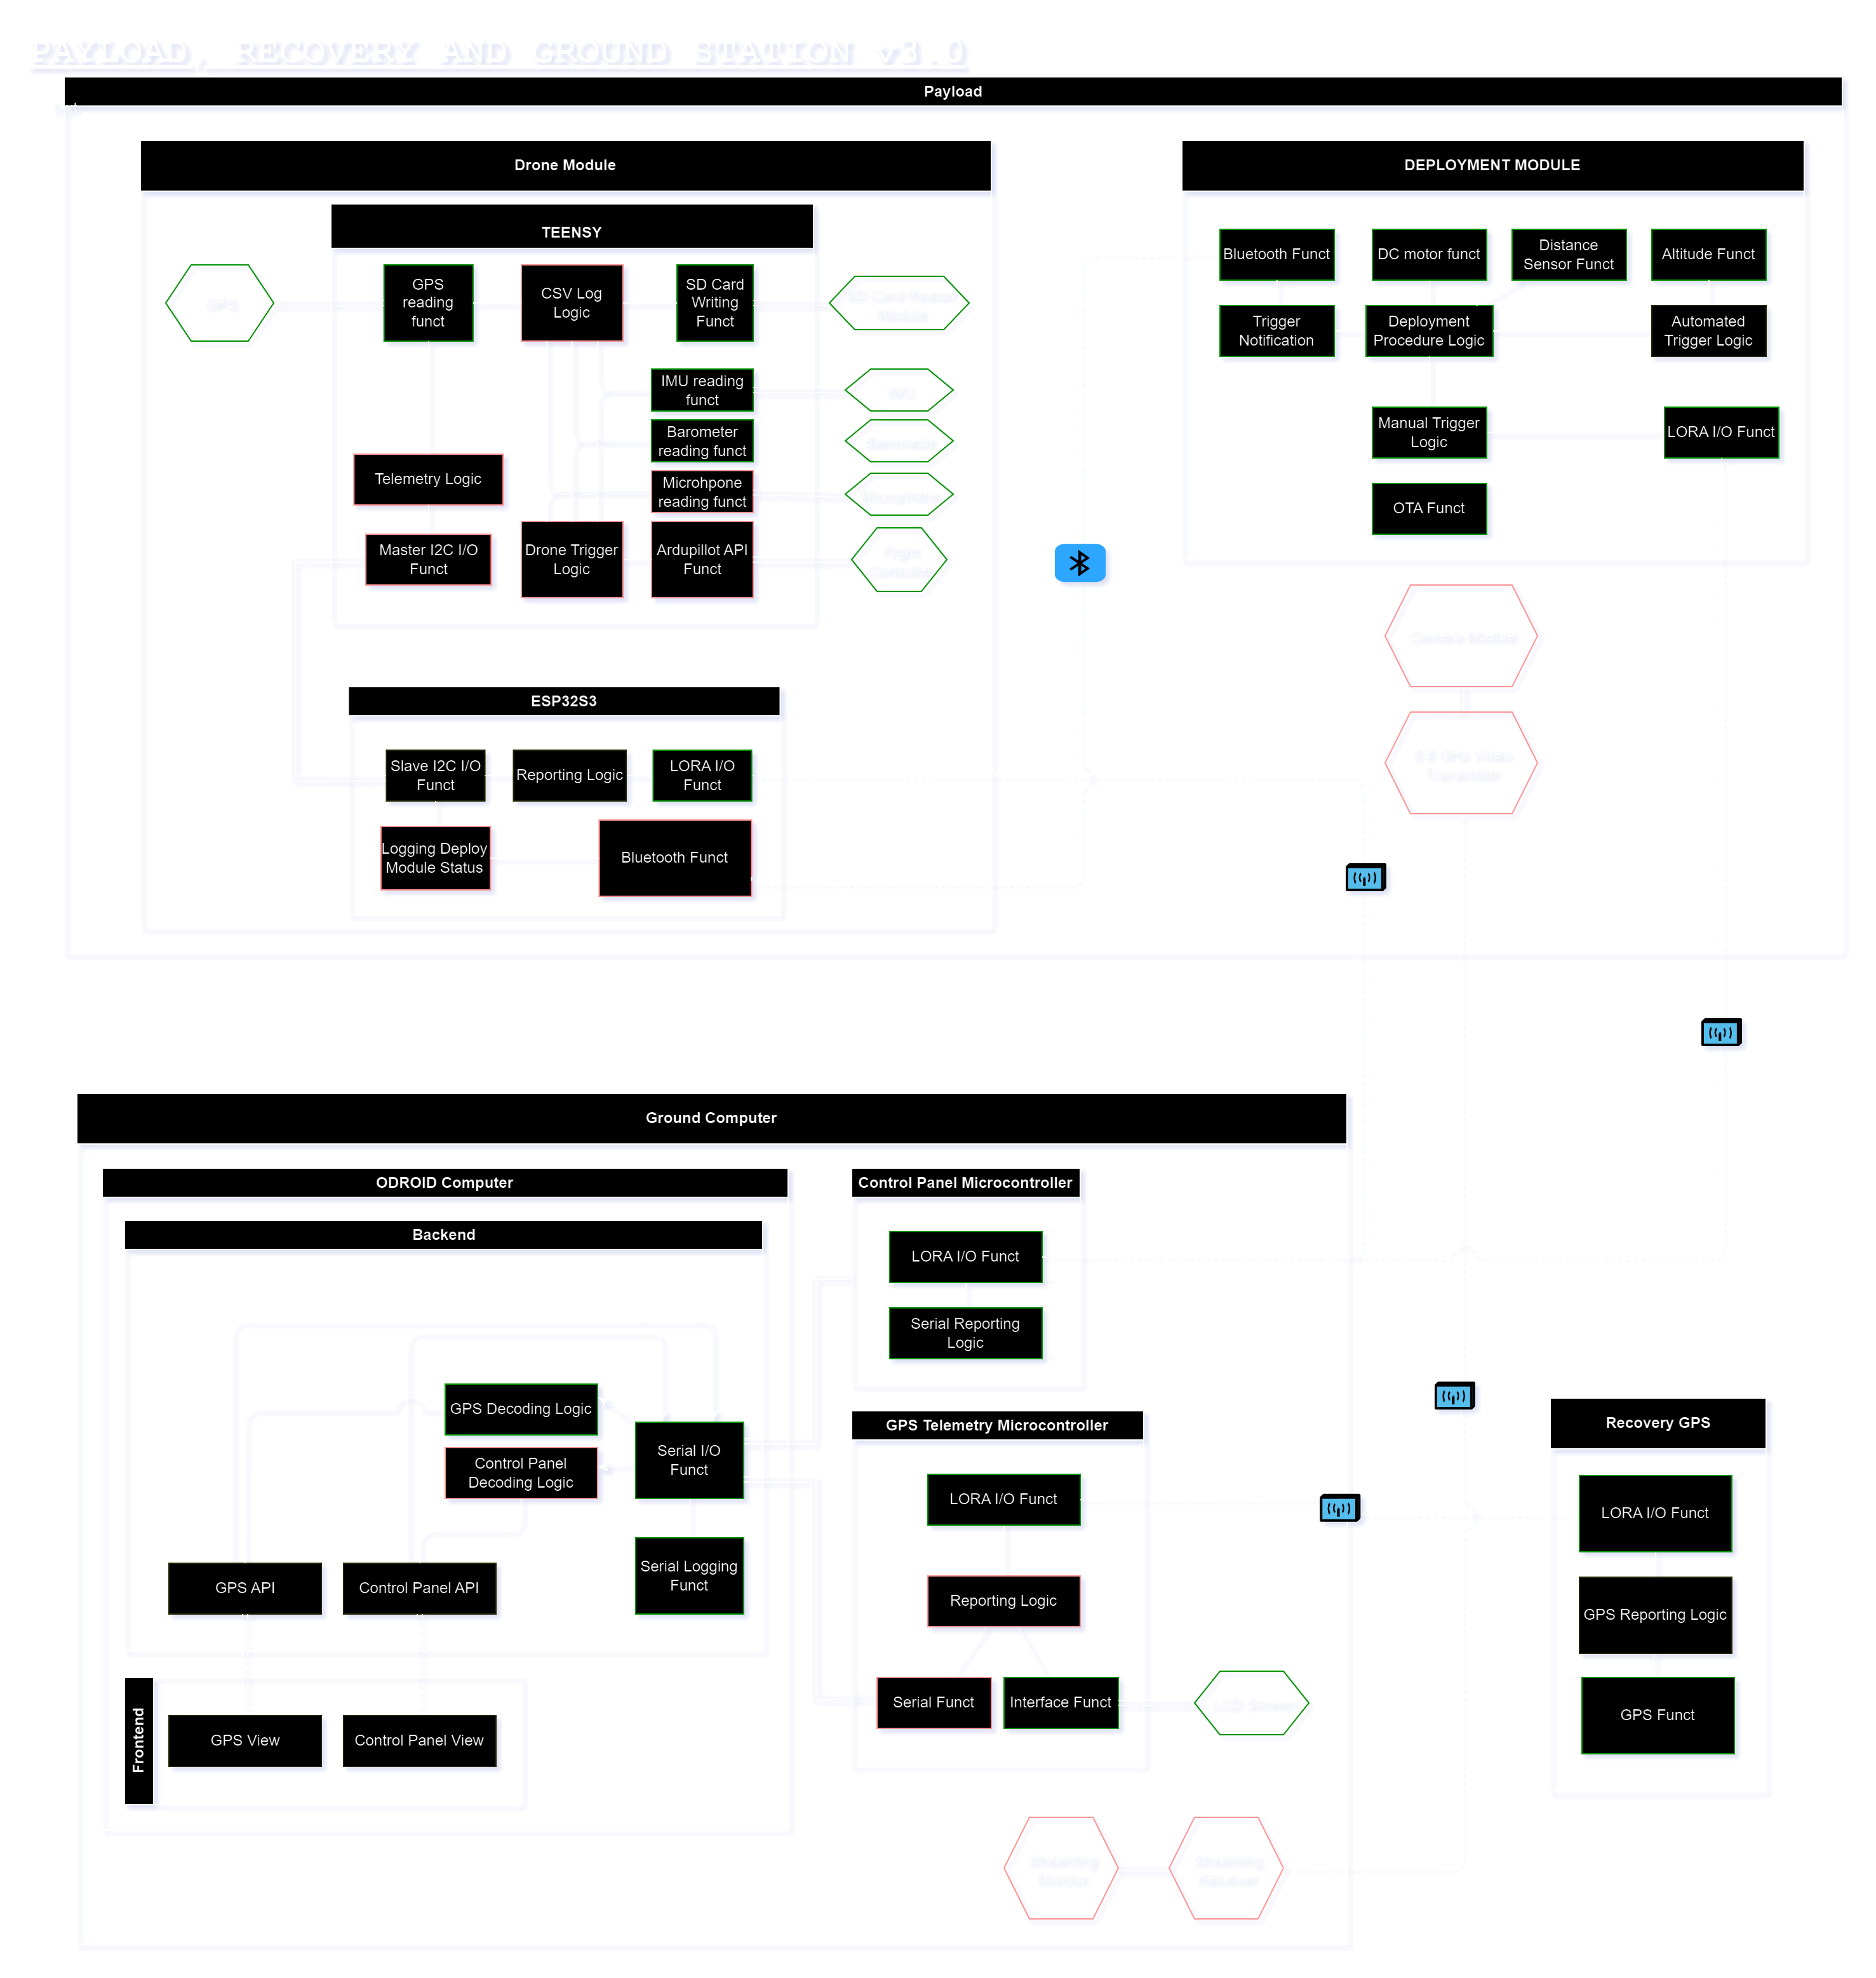 PAYLOAD, RECOVERY AND GROUND STATION v3.0
Payload
Drone Module
TEENSY
GPS
GPS
reading
funct
CSV Log
Logic
SD Card
Writing
Funct
SD Card Reader
Module
IMU reading
funct
IMU
Barometer
reading funct
Barometer
Microhpone
reading funct
Microphone
Telemetry Logic
Master I2C I/O
Funct
Drone Trigger
Logic
Ardupillot API
Funct
Flight
Controller
ESP32S3
Slave I2C I/O
Funct
Reporting Logic
LORA I/O
Funct
Logging Deploy
Module Status
Bluetooth Funct
DEPLOYMENT MODULE
Bluetooth Funct
DC motor funct
Distance
Sensor Funct
Altitude Funct
Trigger
Notification
Deployment
Procedure Logic
Automated
Trigger Logic
Manual Trigger
Logic
LORA I/O Funct
OTA Funct
Camera Module
5.8 GHz Video
Transmitter
Ground Computer
ODROID Computer
Backend
GPS Decoding Logic
Control Panel
Decoding Logic
Serial I/O
Funct
Serial Logging
Funct
GPS API
Control Panel API
Frontend
GPS View
Control Panel View
Control Panel Microcontroller
LORA I/O Funct
Serial Reporting
Logic
GPS Telemetry Microcontroller
LORA I/O Funct
Reporting Logic
Serial Funct
Interface Funct
LCD Screen
Streaming
Monitor
Streaming
Receiver
Recovery GPS
LORA I/O Funct
GPS Reporting Logic
GPS Funct